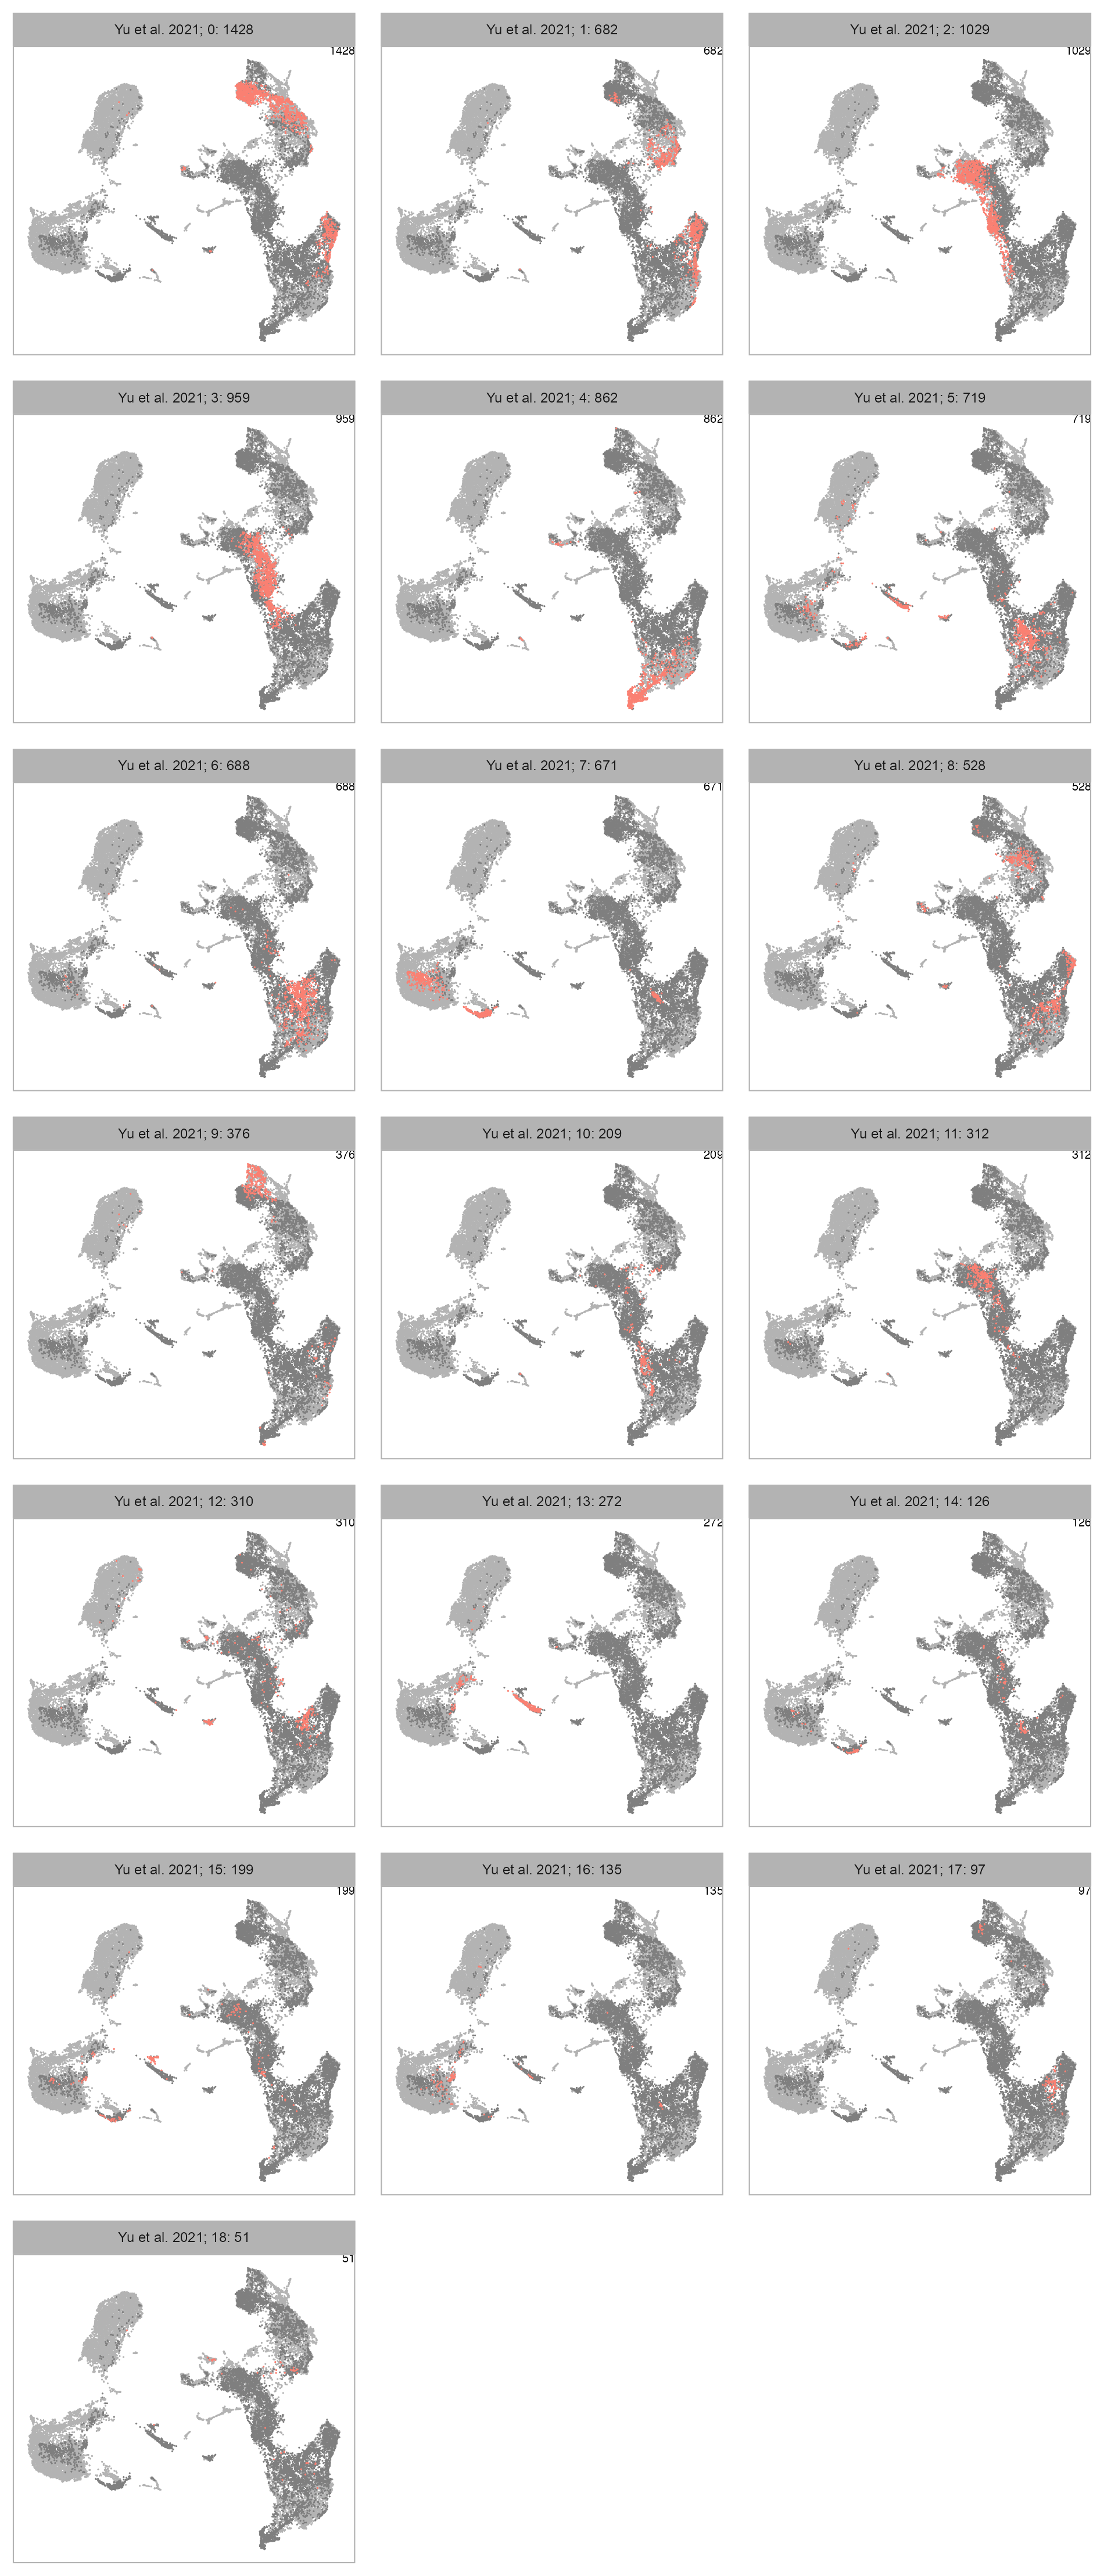 Yu et al. 2021; 0: 1428
Yu et al. 2021; 1: 682
Yu et al. 2021; 2: 1029
1428
682
1029
Yu et al. 2021; 3: 959
Yu et al. 2021; 4: 862
Yu et al. 2021; 5: 719
959
862
719
Yu et al. 2021; 6: 688
Yu et al. 2021; 7: 671
Yu et al. 2021; 8: 528
688
671
528
Yu et al. 2021; 9: 376
Yu et al. 2021; 10: 209
Yu et al. 2021; 11: 312
376
209
312
Yu et al. 2021; 12: 310
Yu et al. 2021; 13: 272
Yu et al. 2021; 14: 126
310
272
126
Yu et al. 2021; 15: 199
Yu et al. 2021; 16: 135
Yu et al. 2021; 17: 97
199
135
97
Yu et al. 2021; 18: 51
51